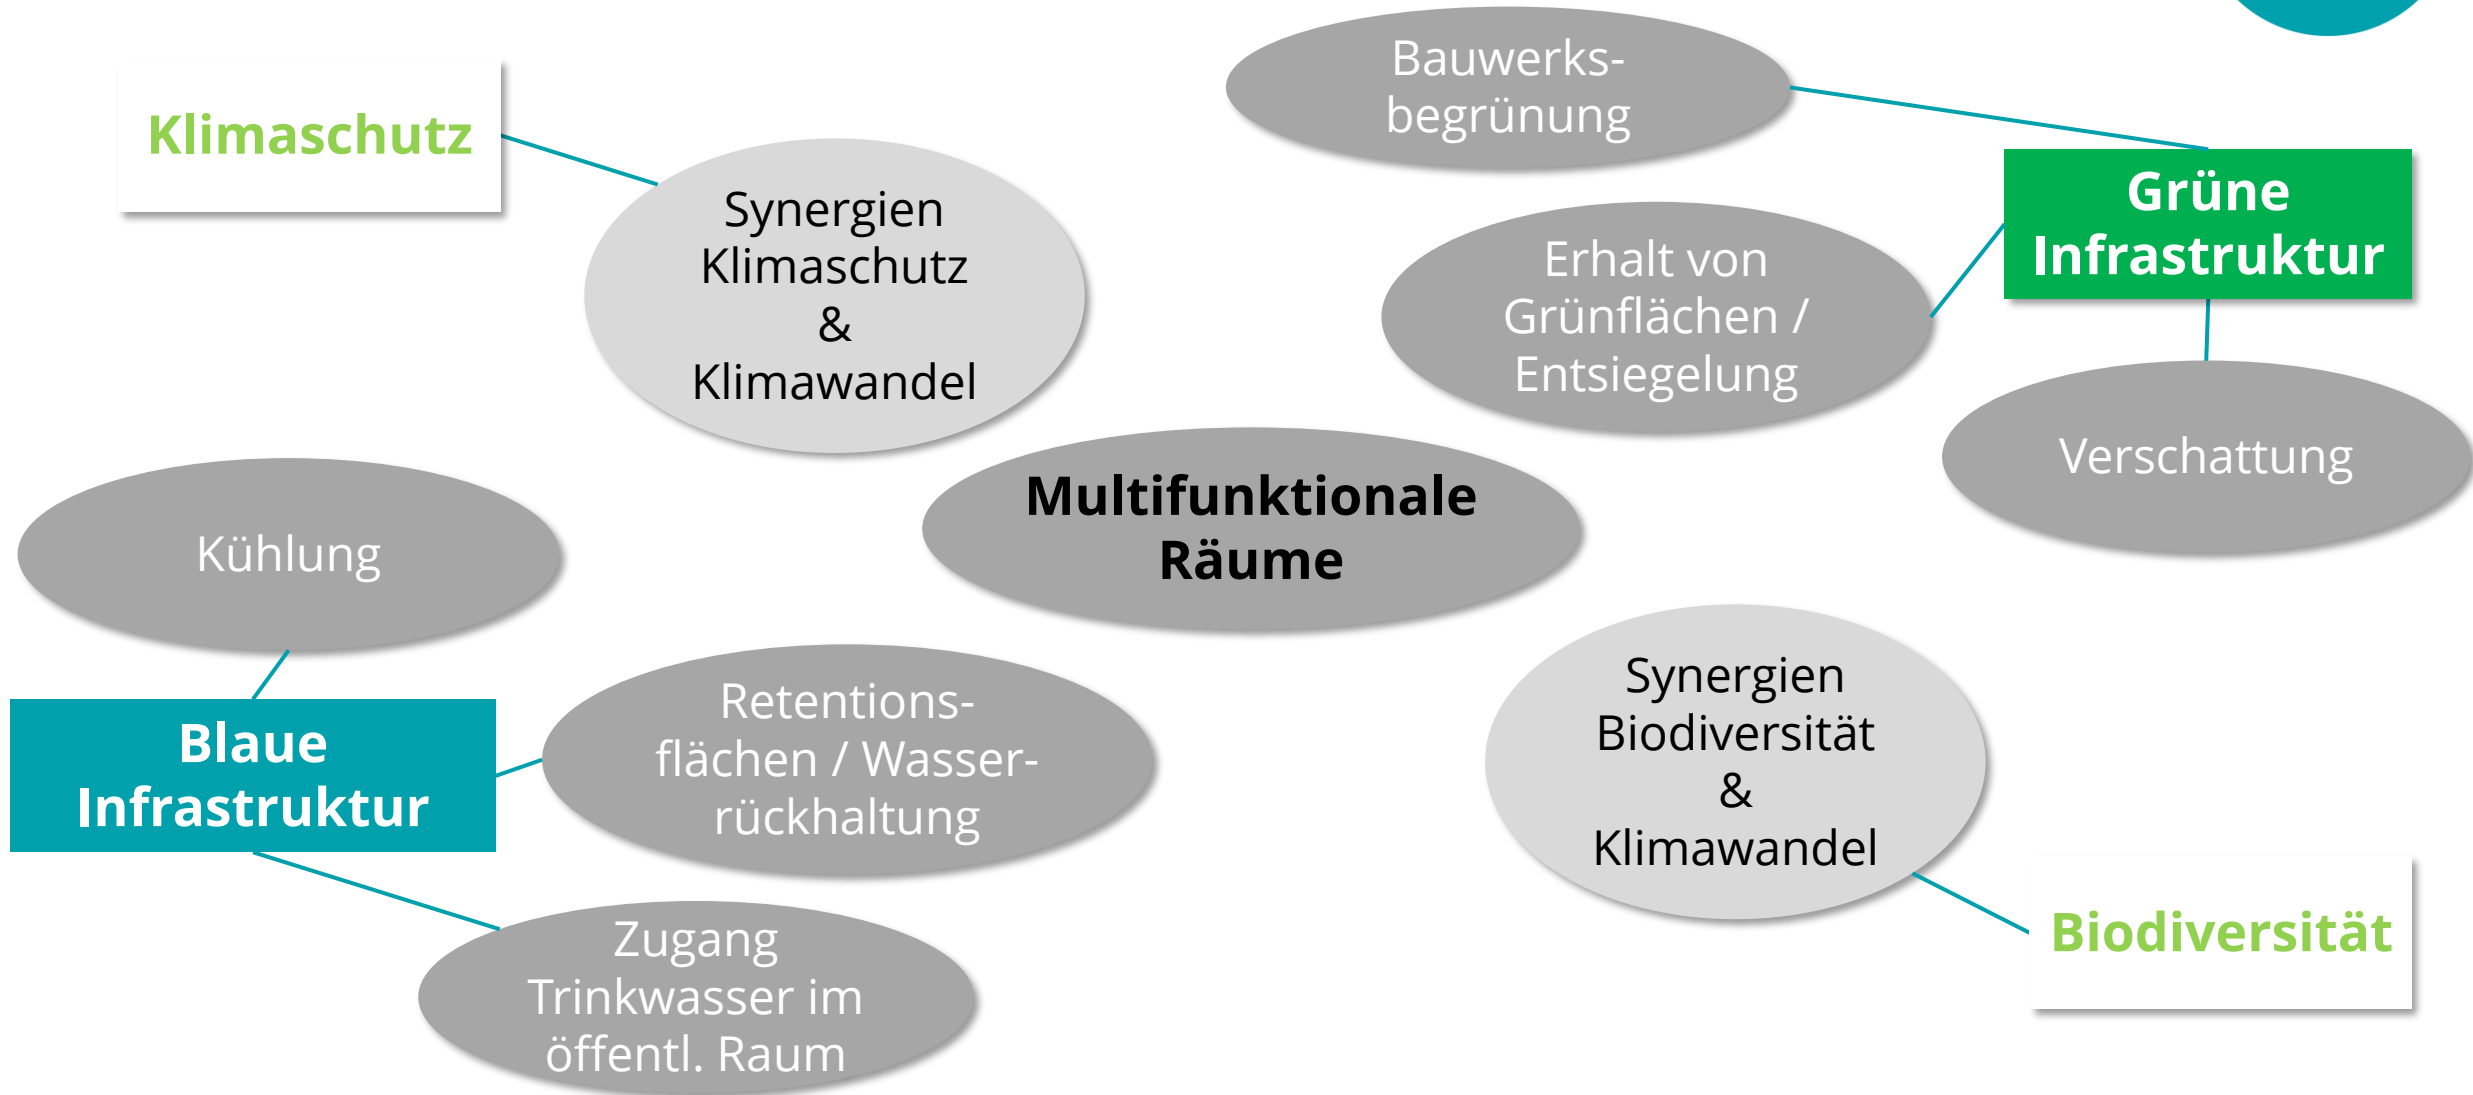 Klimaschutz
Synergien
Klimaschutz
&
Klimawandel
Bauwerks-
begrünung
Grüne
Infrastruktur
Erhalt von
Grünflächen /
Entsiegelung
Verschattung
Multifunktionale
Räume
Kühlung
Blaue
Infrastruktur
Retentions-
flächen / Wasser-
rückhaltung
Zugang
Trinkwasser im
öffentl. Raum
Synergien
Biodiversität
&
Klimawandel
Biodiversität